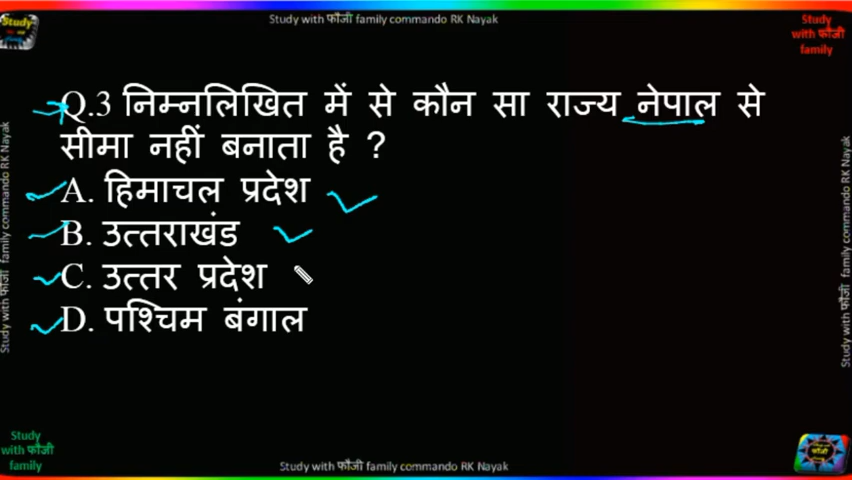 Study with फौजी family commando RK Nayak
Study
Study
with फौजी
family
Q.3 निम्नलिखित में से कौन सा राज्य नेपाल से
सीमा नहीं बनाता है ?
A. हिमाचल प्रदेश
B. उत्तराखंड
C. उत्तर प्रदेश
D. पश्चिम बंगाल
Study with फौजी family commando RK Nayak
Study with फौजी family commando RK Nayak
Study
with फौजी
family
Study with फौजी family commando RK Nayak